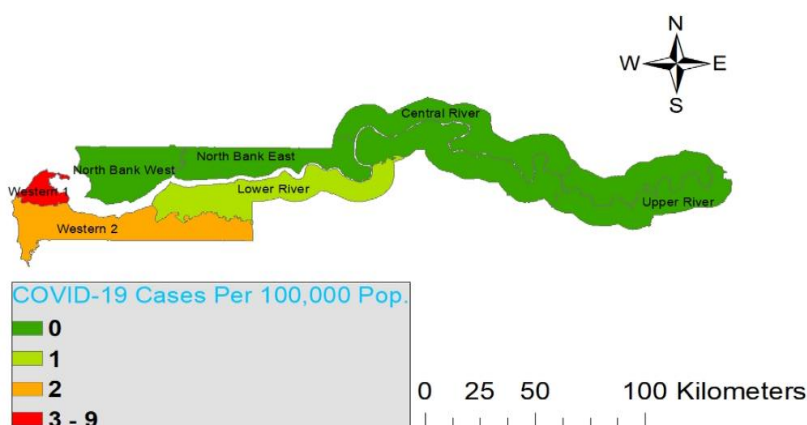 N
W E
S
Central River
North Bank East
North Bank West
Lower River
Western 1
Upper River
Western 2
COVID-19 Cases Per 100,000 Pop.
0
1
2
3 - 9
0 25 50 100 Kilometers